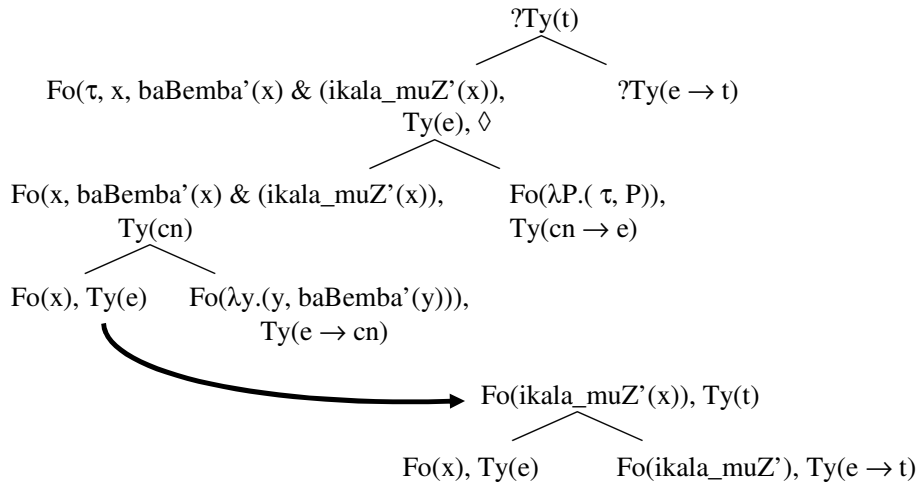 ?Ty(t)
Fo(τ, x, baBemba’(x) & (ikala_muZ’(x)), ?Ty(e → t)
Ty(e), ◊
Fo(x, baBemba’(x) & (ikala_muZ’(x)), Fo(λP.( τ, P)),
Ty(cn) Ty(cn → e)
Fo(x), Ty(e) Fo(λy.(y, baBemba’(y))),
Ty(e → cn)
Fo(ikala_muZ’(x)), Ty(t)
Fo(x), Ty(e) Fo(ikala_muZ’), Ty(e → t)